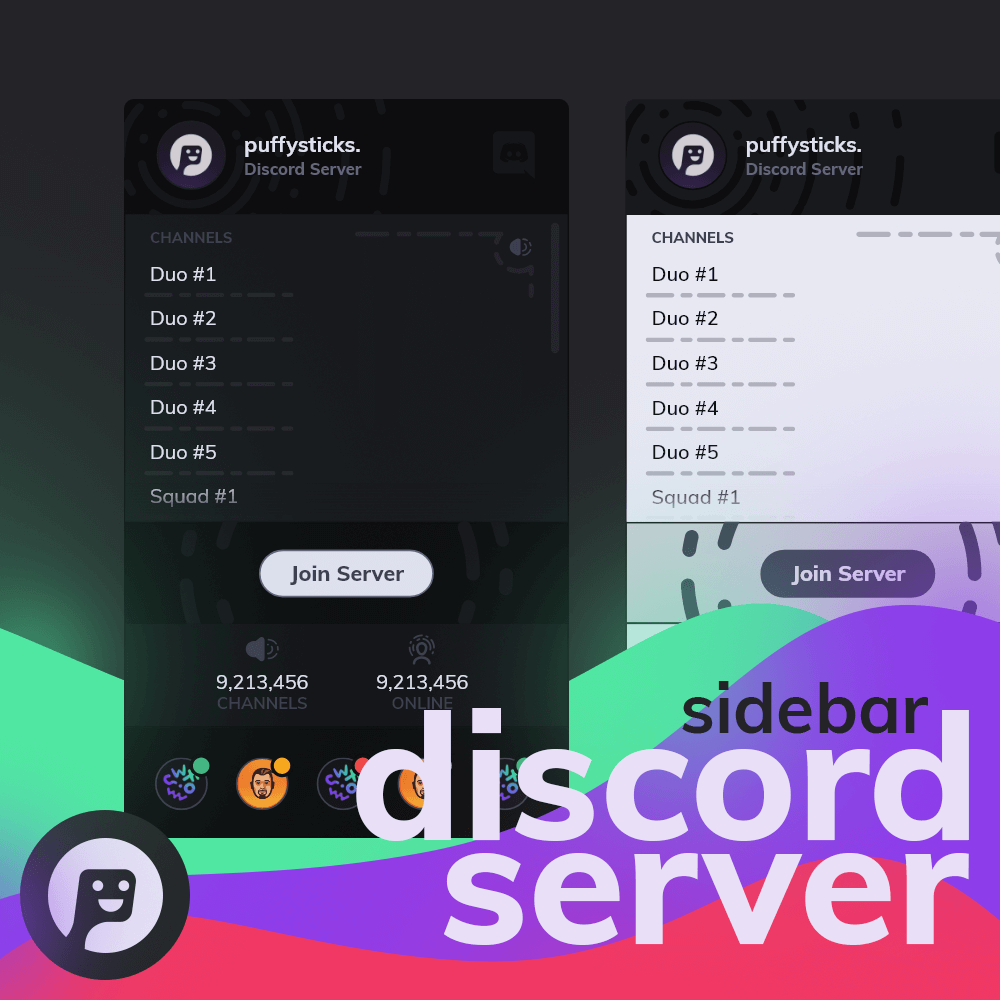 puffysticks.
Discord Server
CHANNELS
Duo #1
Duo #2
Duo #3
Duo #4
Duo #5
Squad #1
Join Server
9,213,456
CHANNELS
9,213,456
ONLINE
puffysticks.
Discord Server
CHANNELS
Duo #1
Duo #2
Duo #3
Duo #4
Duo #5
Squad #1
Join Server
sidebar
discord
server